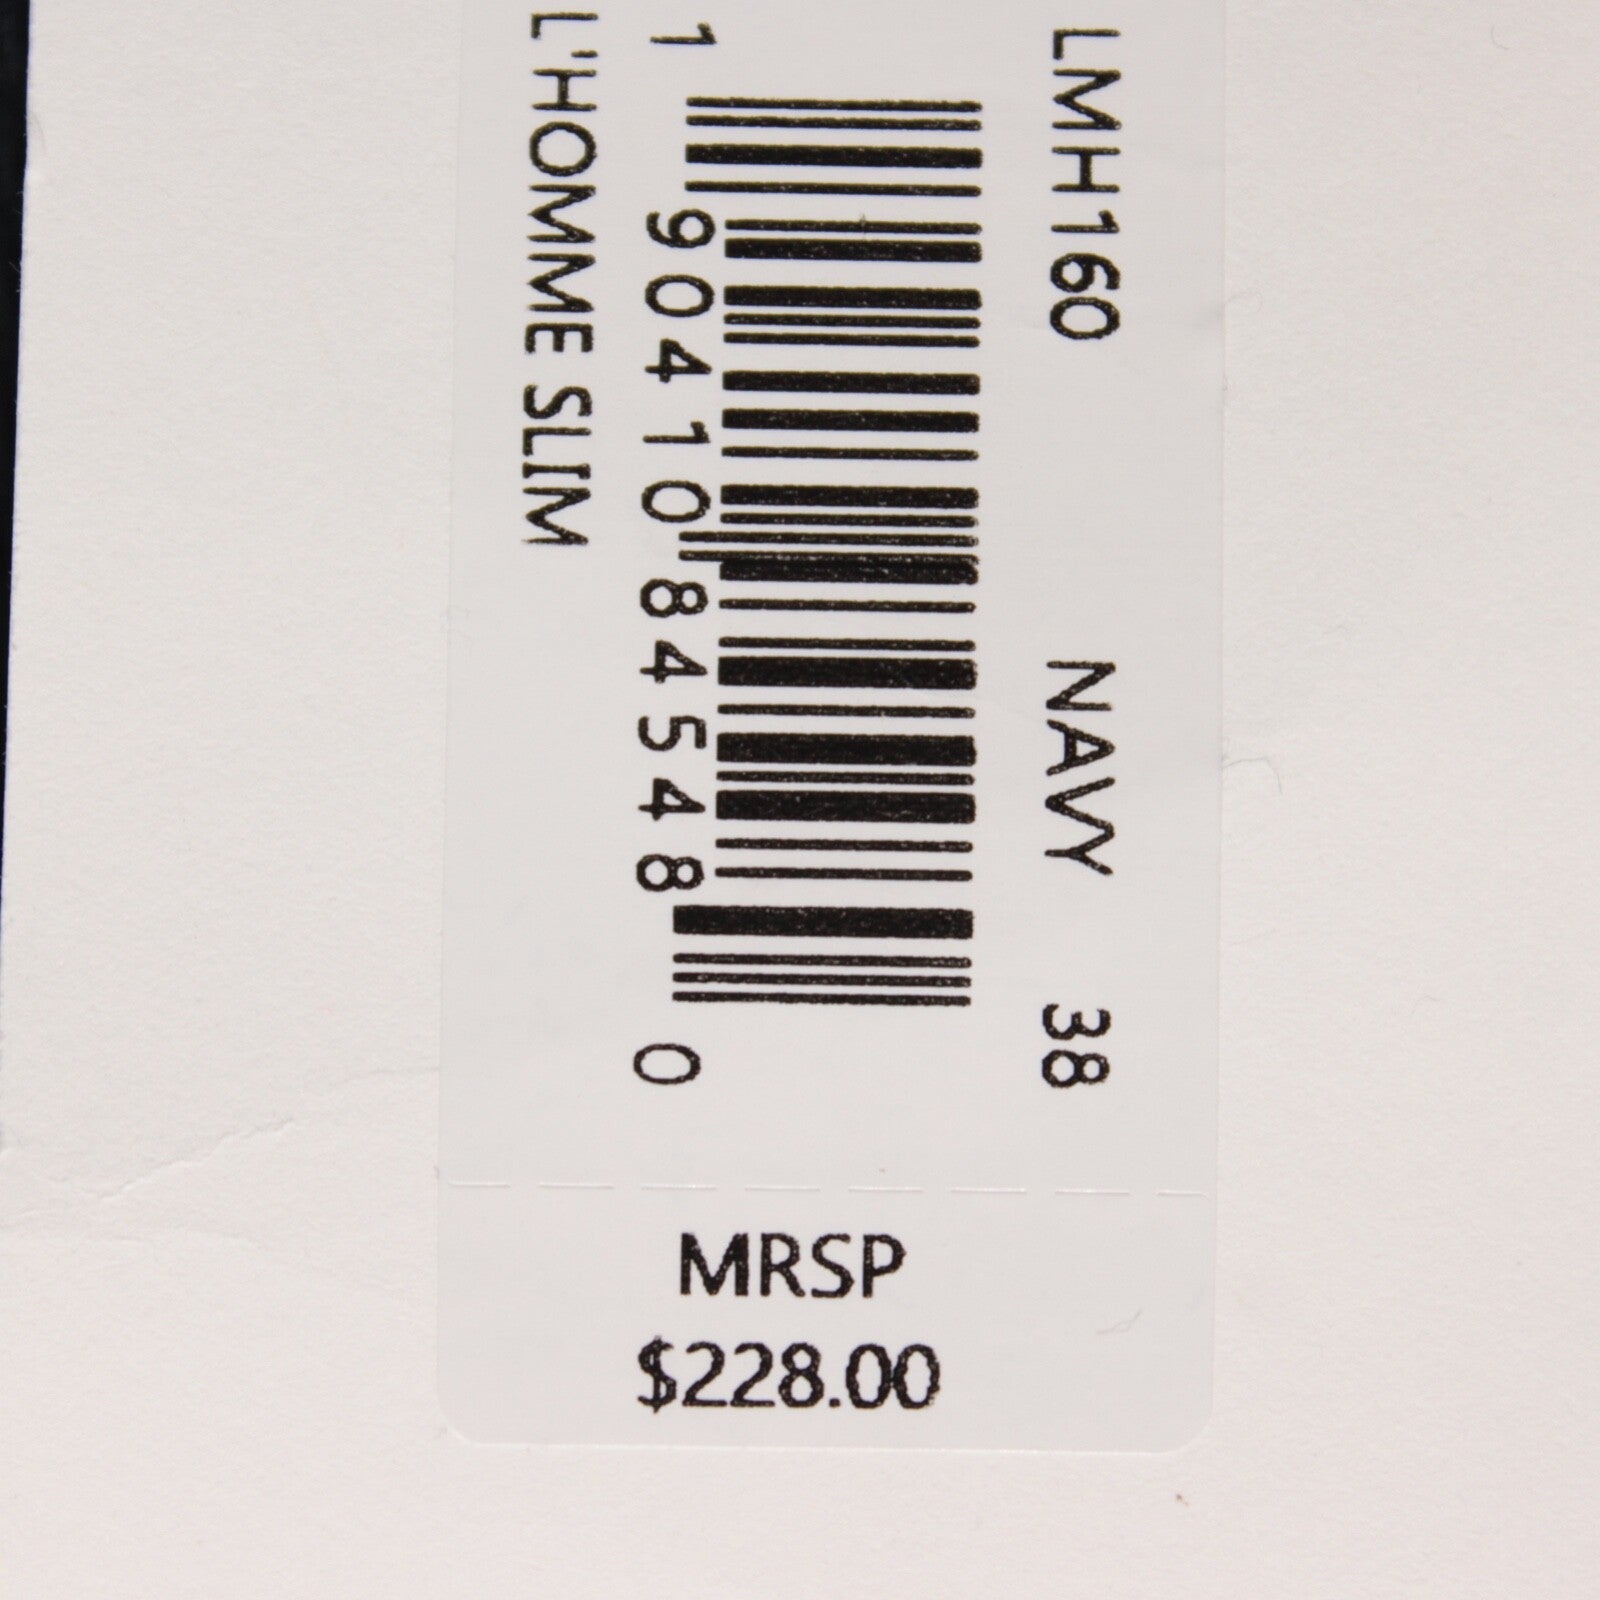 LMH160 NAVY 38
1 90410 84548 0
L'HOMME SLIM
MRSP
$228.00